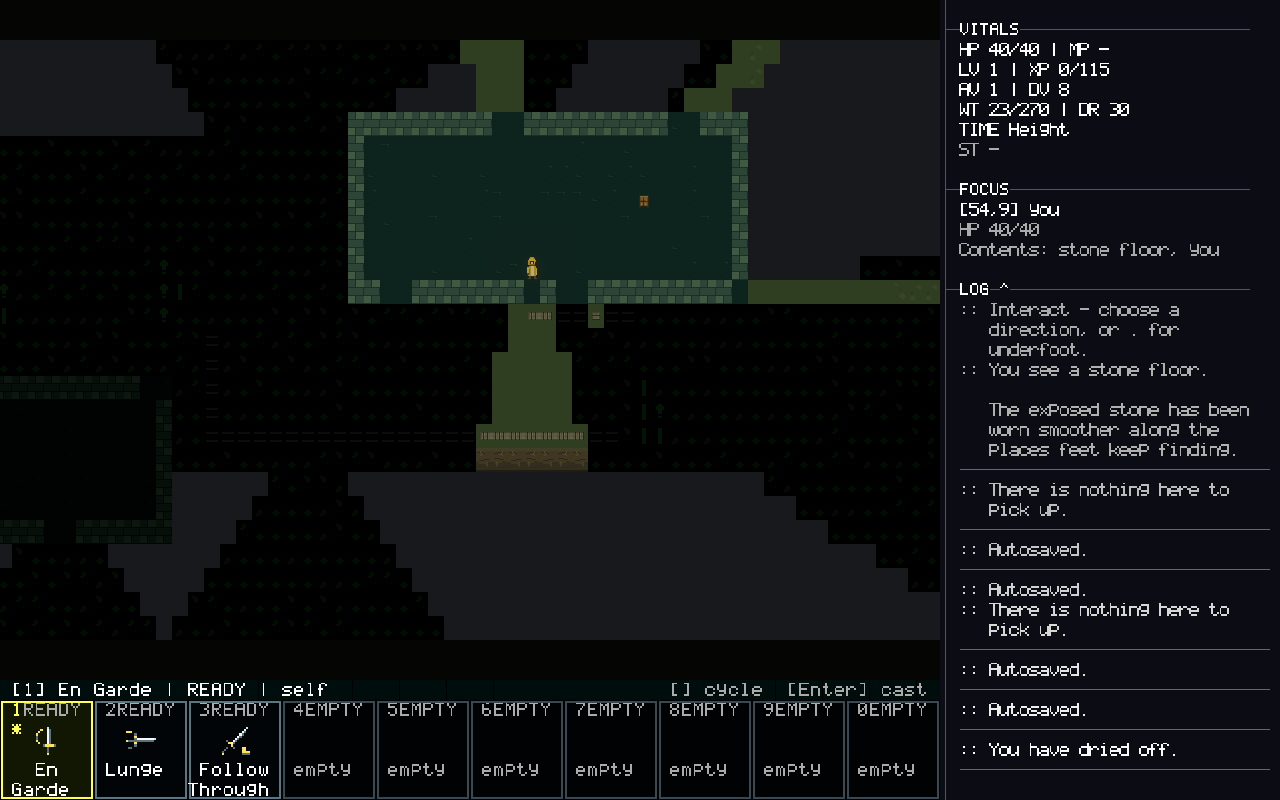 VITALS
HP 40/40 | MP -
LV 1 | XP 0/115
AV 1 | DV 8
WT 23/270 | DR 30
TIME Height
ST -
FOCUS
[54,9] You
HP 40/40
Contents: stone floor, You
LOG ^
:: Interact - choose a
direction, or . for
underfoot.
:: You see a stone floor.
The exposed stone has been
worn smoother along the
places feet keep finding.
:: There is nothing here to
pick up.
:: Autosaved.
:: Autosaved.
:: There is nothing here to
pick up.
:: Autosaved.
:: Autosaved.
:: You have dried off.
[1] En Garde | READY | self
[] cycle [Enter] cast
1READY 2READY 3READY 4EMPTY 5EMPTY 6EMPTY 7EMPTY 8EMPTY 9EMPTY 0EMPTY
*
En Garde
Lunge
Follow Through
empty empty empty empty empty empty empty